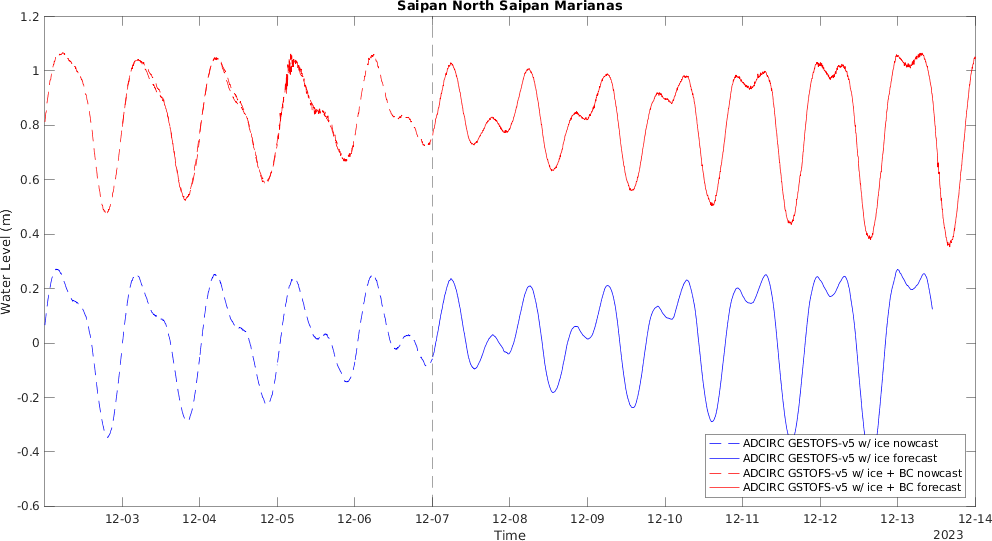 Saipan North Saipan Marianas
1.2
1
0.8
0.6
0.4
0.2
0
-0.2
-0.4
-0.6
Water Level (m)
ADCIRC GESTOFS-v5 w/ ice nowcast
ADCIRC GESTOFS-v5 w/ ice forecast
ADCIRC GSTOFS-v5 w/ ice + BC nowcast
ADCIRC GSTOFS-v5 w/ ice + BC forecast
12-03 12-04 12-05 12-06 12-07 12-08 12-09 12-10 12-11 12-12 12-13 12-14
Time
2023